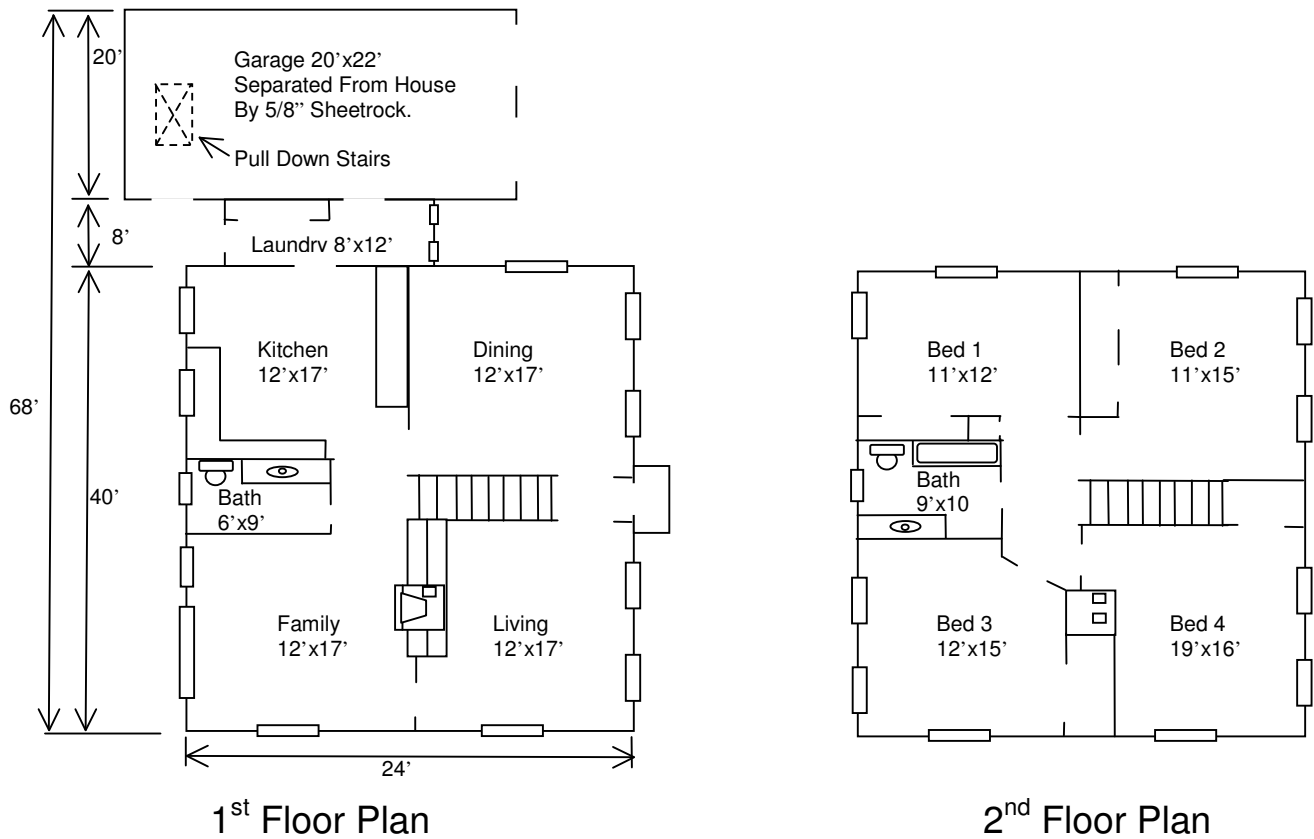 20’
Garage 20’x22’
Separated From House
By 5/8” Sheetrock.
Pull Down Stairs
8’
Laundry 8’x12’
68’
40’
Kitchen
12’x17’
Dining
12’x17’
Bath
6’x9’
Family
12’x17’
Living
12’x17’
24’
1st Floor Plan
Bed 1
11’x12’
Bed 2
11’x15’
Bath
9’x10
Bed 3
12’x15’
Bed 4
19’x16’
2nd Floor Plan